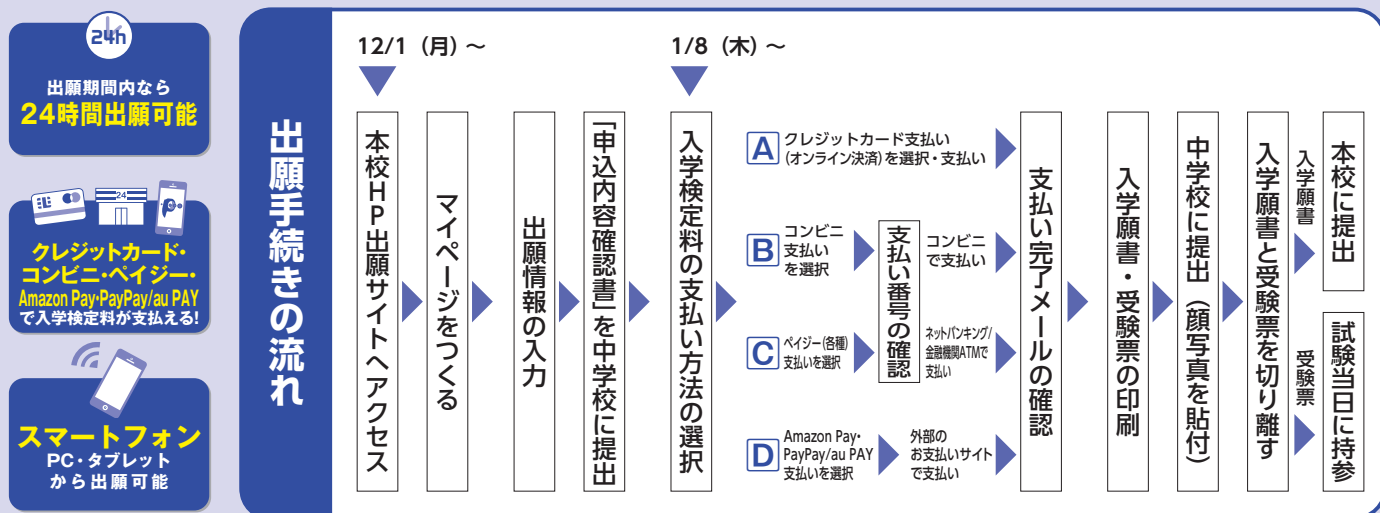 24h
出願期間内なら
24時間出願可能
24
クレジットカード・
コンビニ・ペイジー・
Amazon Pay・PayPay/au PAY
で入学検定料が支払える!
スマートフォン
PC・タブレット
から出願可能
出願手続きの流れ
12/1（月）～
本校HP出願サイトへアクセス
マイページをつくる
出願情報の入力
「申込内容確認書」を中学校に提出
1/8（木）～
入学検定料の支払い方法の選択
A
クレジットカード支払い
(オンライン決済)を選択・支払い
B
コンビニ
支払い
を選択
支払い番号の確認
コンビニ
で支払い
C
ペイジー(各種)
支払いを選択
ネットバンキング/
金融機関ATMで
支払い
D
Amazon Pay・
PayPay/au PAY
支払いを選択
外部の
お支払いサイト
で支払い
支払い完了メールの確認
入学願書・受験票の印刷
中学校に提出（顔写真を貼付）
入学願書と受験票を切り離す
入学願書
本校に提出
受験票
試験当日に持参